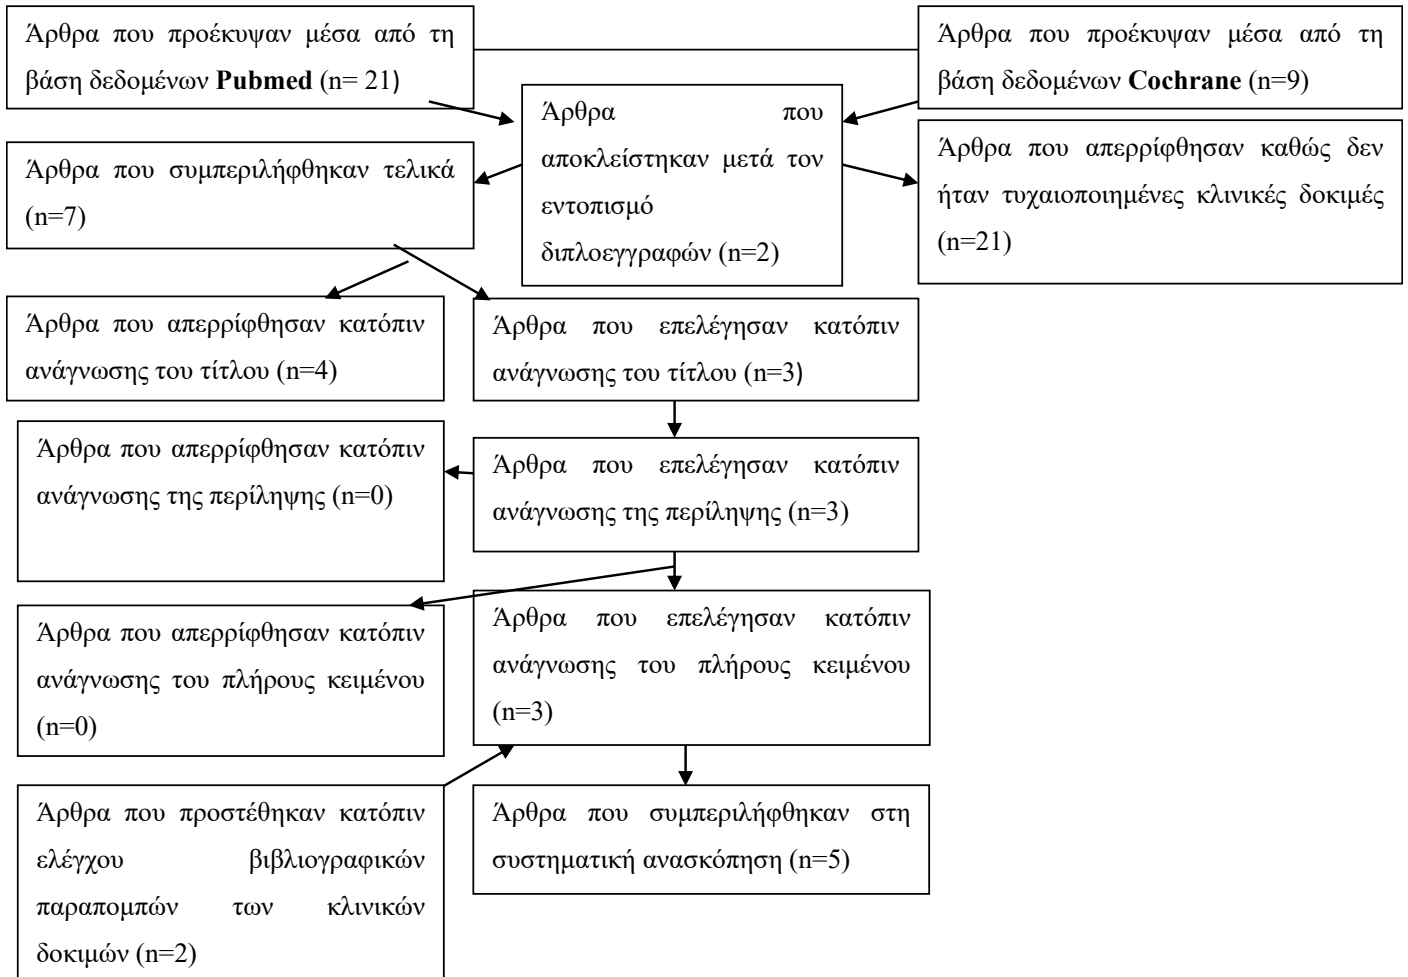 Άρθρα που προέκυψαν μέσα από τη
βάση δεδομένων Pubmed (n= 21)
Άρθρα που προέκυψαν μέσα από τη
βάση δεδομένων Cochrane (n=9)
Άρθρα που
αποκλείστηκαν μετά τον
εντοπισμό
διπλοεγγραφών (n=2)
Άρθρα που συμπεριλήφθηκαν τελικά
(n=7)
Άρθρα που απερρίφθησαν καθώς δεν
ήταν τυχαιοποιημένες κλινικές δοκιμές
(n=21)
Άρθρα που απερρίφθησαν κατόπιν
ανάγνωσης του τίτλου (n=4)
Άρθρα που επελέγησαν κατόπιν
ανάγνωσης του τίτλου (n=3)
Άρθρα που απερρίφθησαν κατόπιν
ανάγνωσης της περίληψης (n=0)
Άρθρα που επελέγησαν κατόπιν
ανάγνωσης της περίληψης (n=3)
Άρθρα που απερρίφθησαν κατόπιν
ανάγνωσης του πλήρους κειμένου
(n=0)
Άρθρα που επελέγησαν κατόπιν
ανάγνωσης του πλήρους κειμένου
(n=3)
Άρθρα που προστέθηκαν κατόπιν
ελέγχου βιβλιογραφικών
παραπομπών των κλινικών
δοκιμών (n=2)
Άρθρα που συμπεριλήφθηκαν στη
συστηματική ανασκόπηση (n=5)